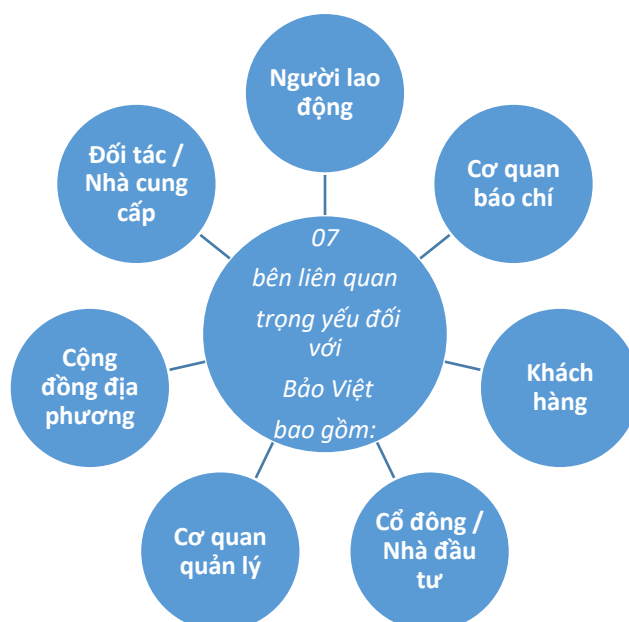 Người lao
động
Đối tác /
Nhà cung
cấp
Cơ quan
báo chí
07
bên liên quan
trọng yếu đối
với
Bảo Việt
bao gồm:
Cộng
đồng địa
phương
Khách
hàng
Cơ quan
quản lý
Cổ đông /
Nhà đầu
tư